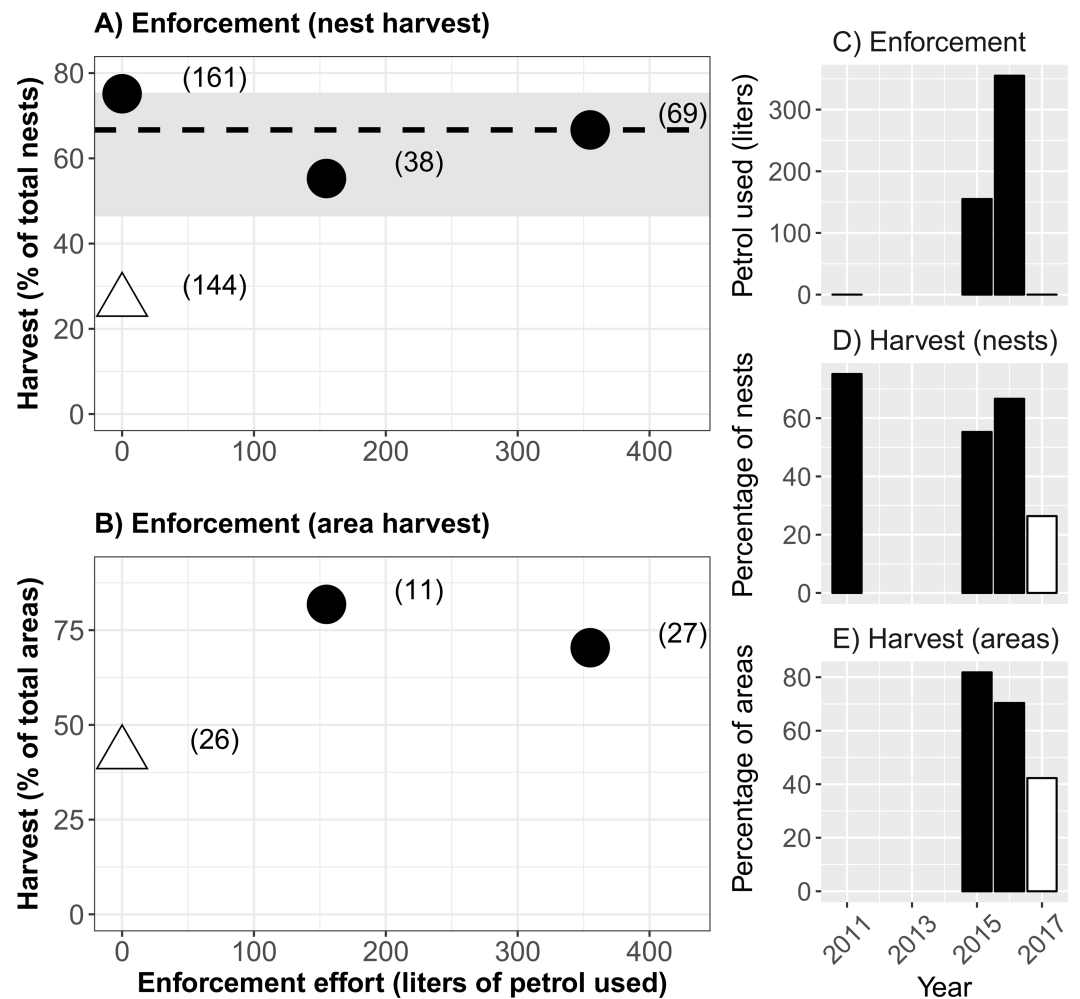 A) Enforcement (nest harvest)
Harvest (% of total nests)
80
60
40
20
0
(161)
(69)
(38)
(144)
0 100 200 300 400
B) Enforcement (area harvest)
Harvest (% of total areas)
75
50
25
0
(11)
(27)
(26)
0 100 200 300 400
Enforcement effort (liters of petrol used)
C) Enforcement
Petrol used (liters)
300
200
100
0
D) Harvest (nests)
Percentage of nests
60
40
20
0
E) Harvest (areas)
Percentage of areas
80
60
40
20
0
2011 2013 2015 2017
Year